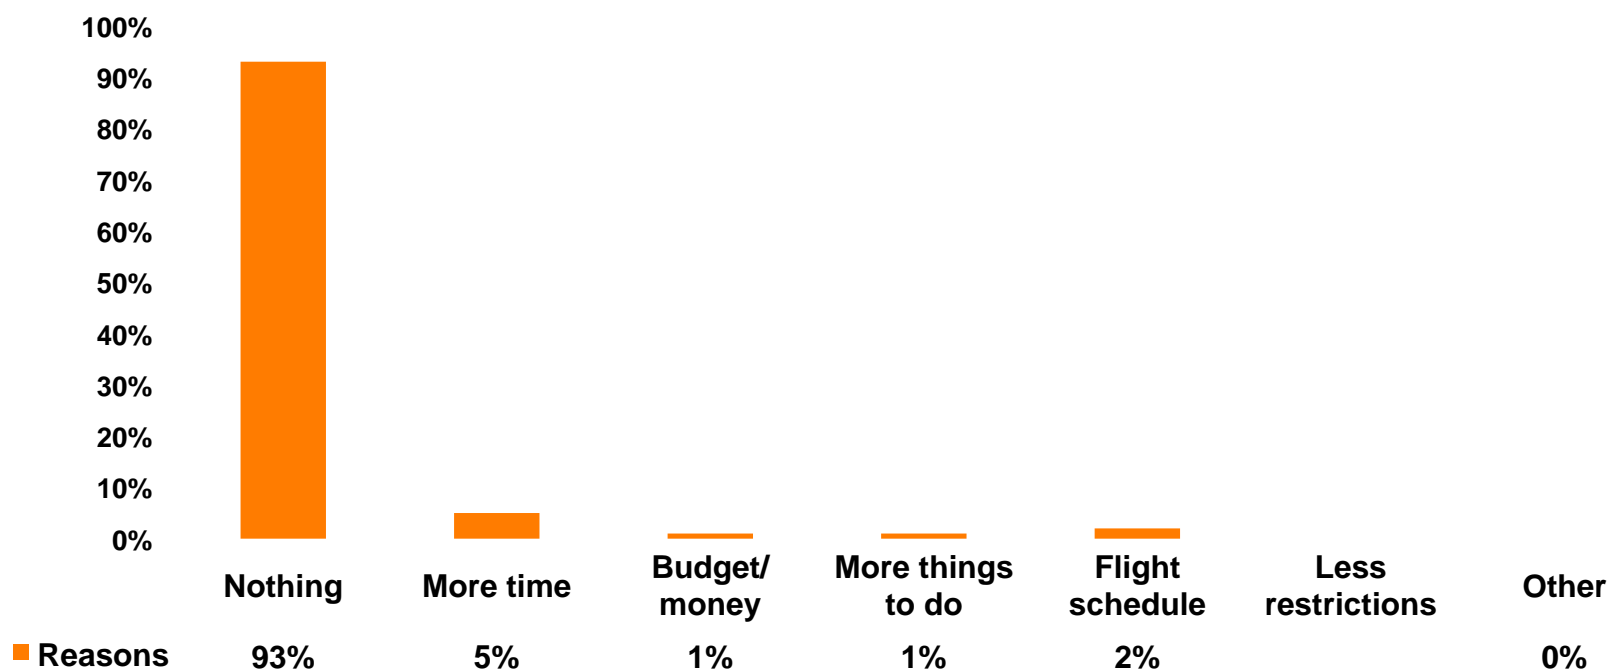 100%
90%
80%
70%
60%
50%
40%
30%
20%
10%
0%
Nothing
More time
Budget/
money
More things
to do
Flight
schedule
Less
restrictions
Other
Reasons 93% 5% 1% 1% 2% 0%